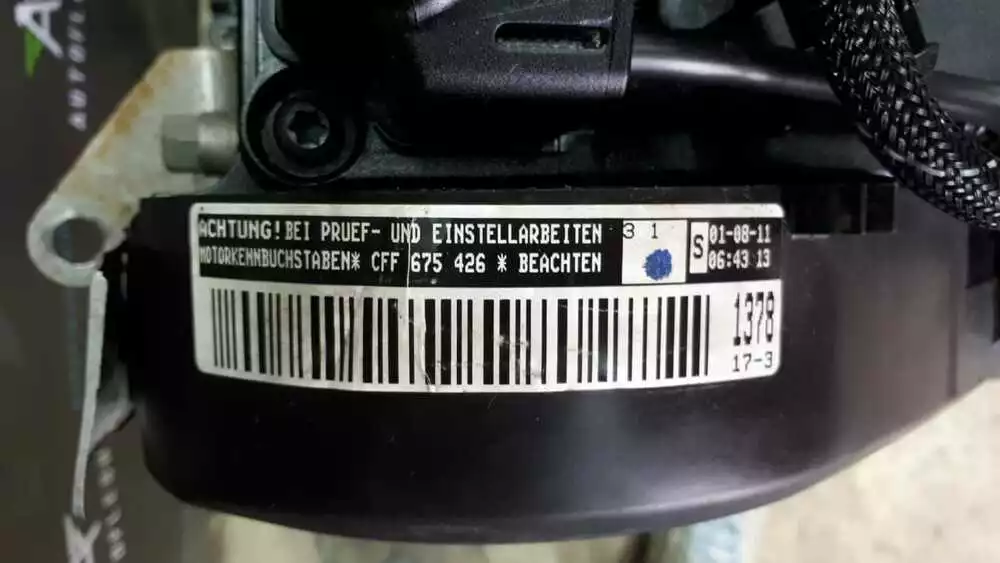 ACHTUNG! BEI PRUEF- UND EINSTELLARBEITEN
MOTORKENNBUCHSTABEN* CFF 675 426 * BEACHTEN
3 1
S
01-08-11
06:43 13
1378
17-3